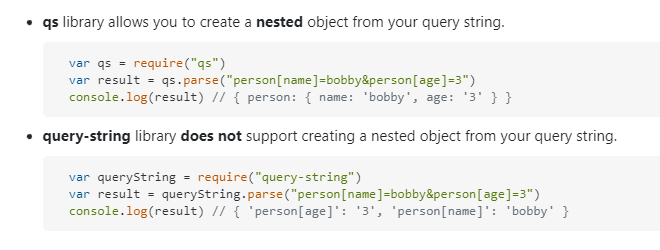 • qs library allows you to create a nested object from your query string.
var qs = require("qs")
var result = qs.parse("person[name]=bobby&person[age]=3")
console.log(result) // { person: { name: 'bobby', age: '3' } }
• query-string library does not support creating a nested object from your query string.
var queryString = require("query-string")
var result = queryString.parse("person[name]=bobby&person[age]=3")
console.log(result) // { 'person[age]': '3', 'person[name]': 'bobby' }